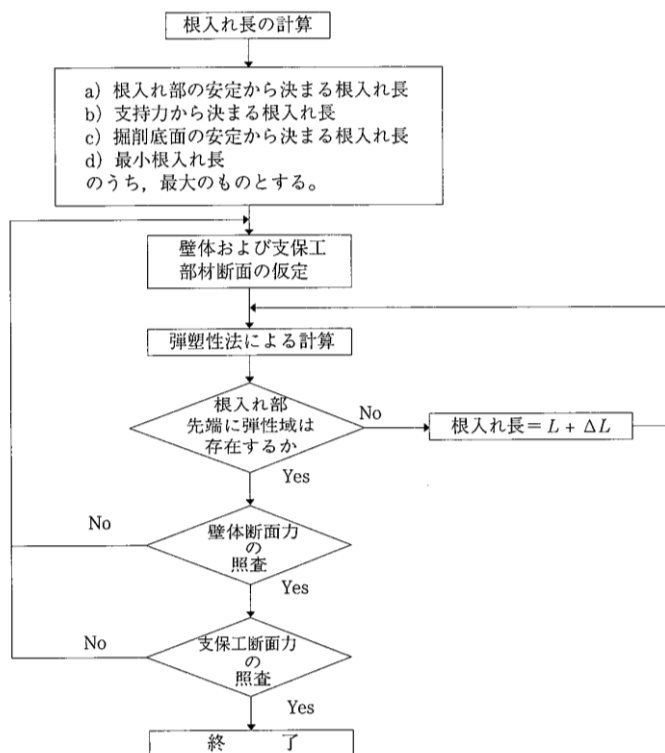 根入れ長の計算
a) 根入れ部の安定から決まる根入れ長
b) 支持力から決まる根入れ長
c) 掘削底面の安定から決まる根入れ長
d) 最小根入れ長
のうち，最大のものとする。
壁体および支保工
部材断面の仮定
弾塑性法による計算
根入れ部
先端に弾性域は
存在するか
No
根入れ長＝L + ΔL
Yes
No
壁体断面力
の
照査
Yes
No
支保工断面力
の
照査
Yes
終 了